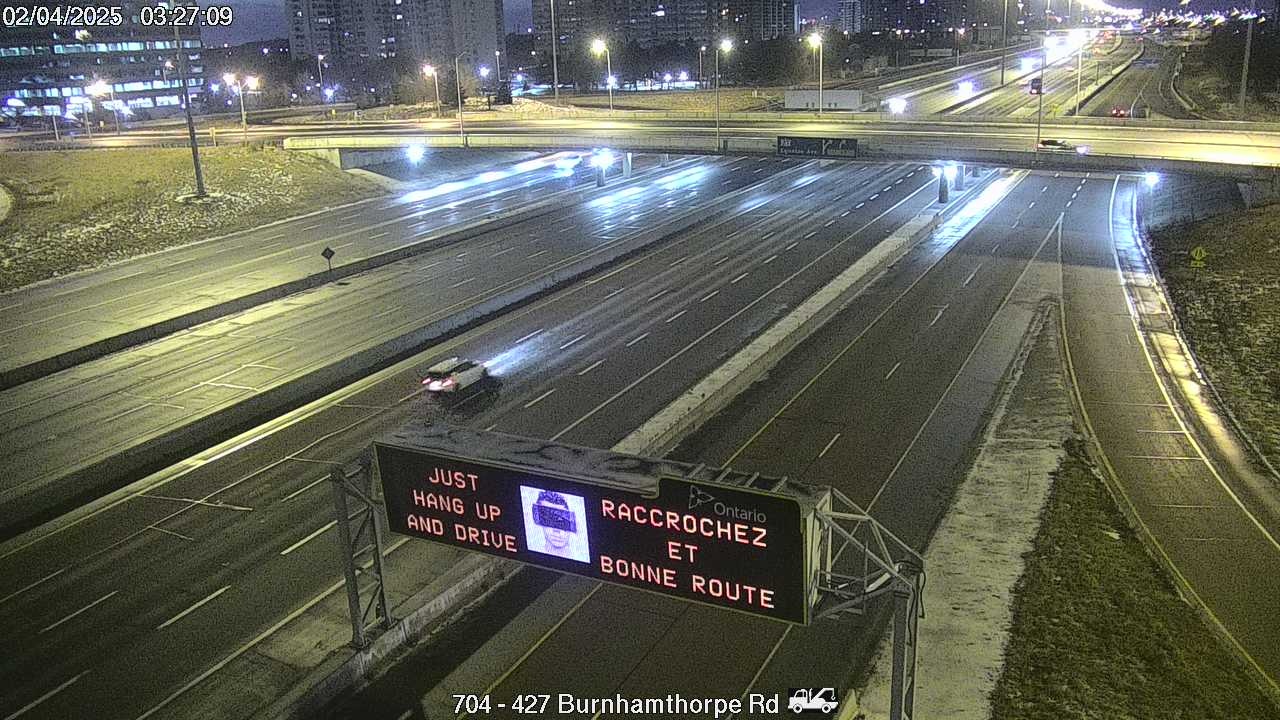 02/04/2025 03:27:09
JUST
HANG UP
AND DRIVE
Ontario
RACCROCHEZ
ET
BONNE ROUTE
704 - 427 Burnhamthorpe Rd